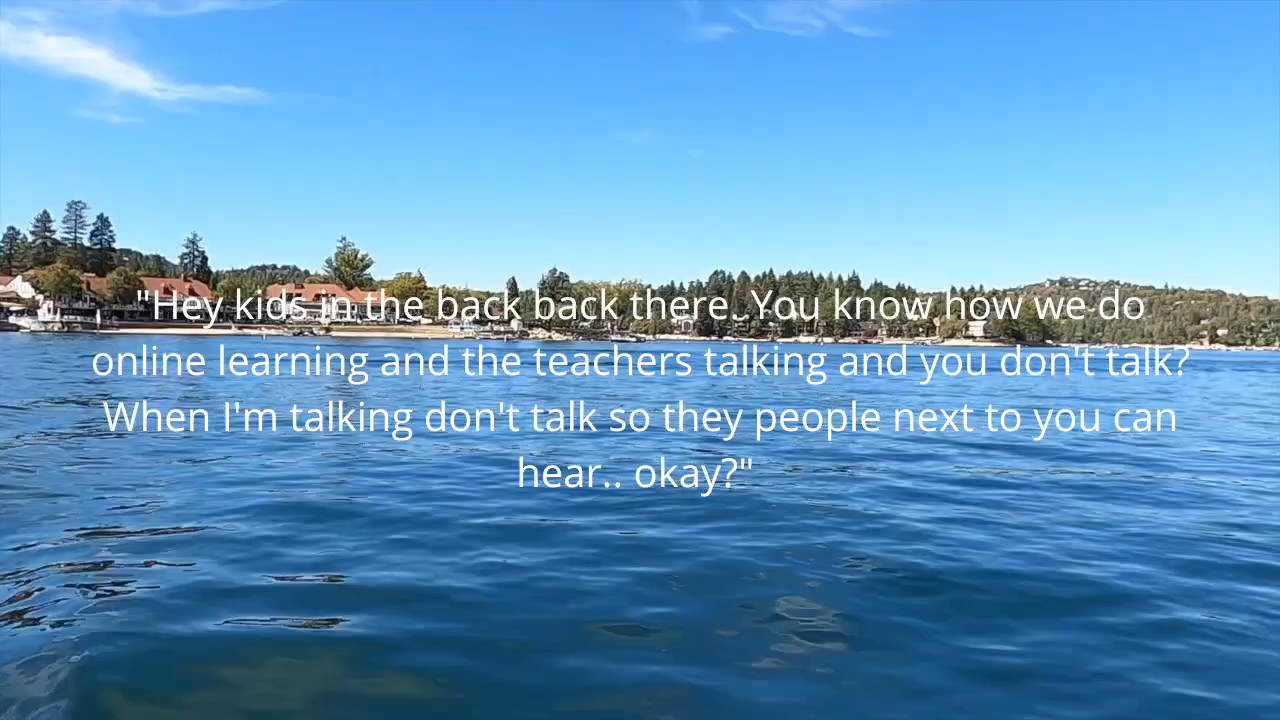 "Hey kids in the back back there..You know how we do
online learning and the teachers talking and you don't talk?
When I'm talking don't talk so they people next to you can
hear.. okay?"